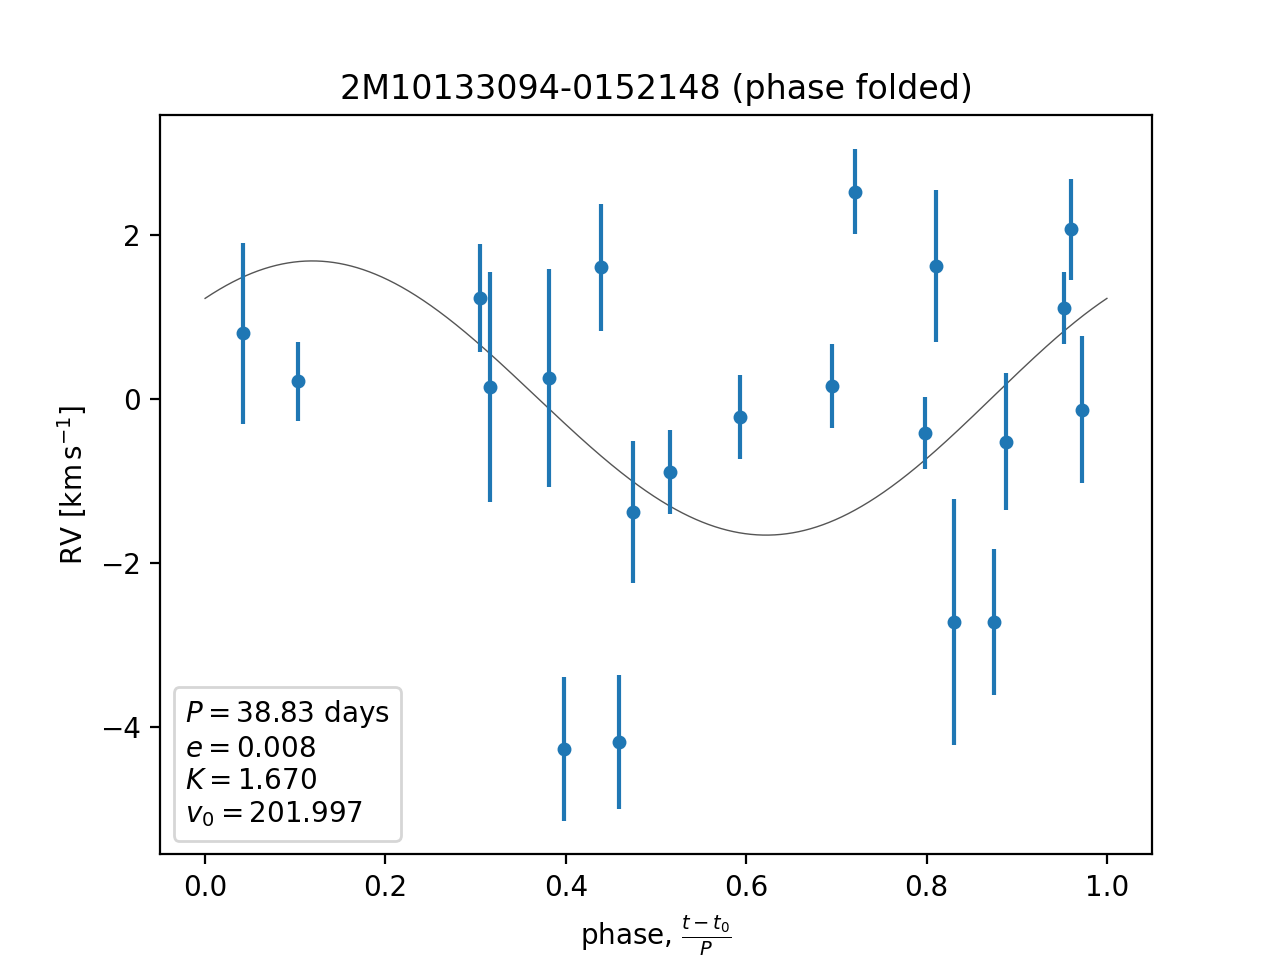 2M10133094-0152148 (phase folded)
RV [km s⁻¹]
2
0
−2
−4
P = 38.83 days
e = 0.008
K = 1.670
v₀ = 201.997
0.0 0.2 0.4 0.6 0.8 1.0
phase, (t − t₀)/P